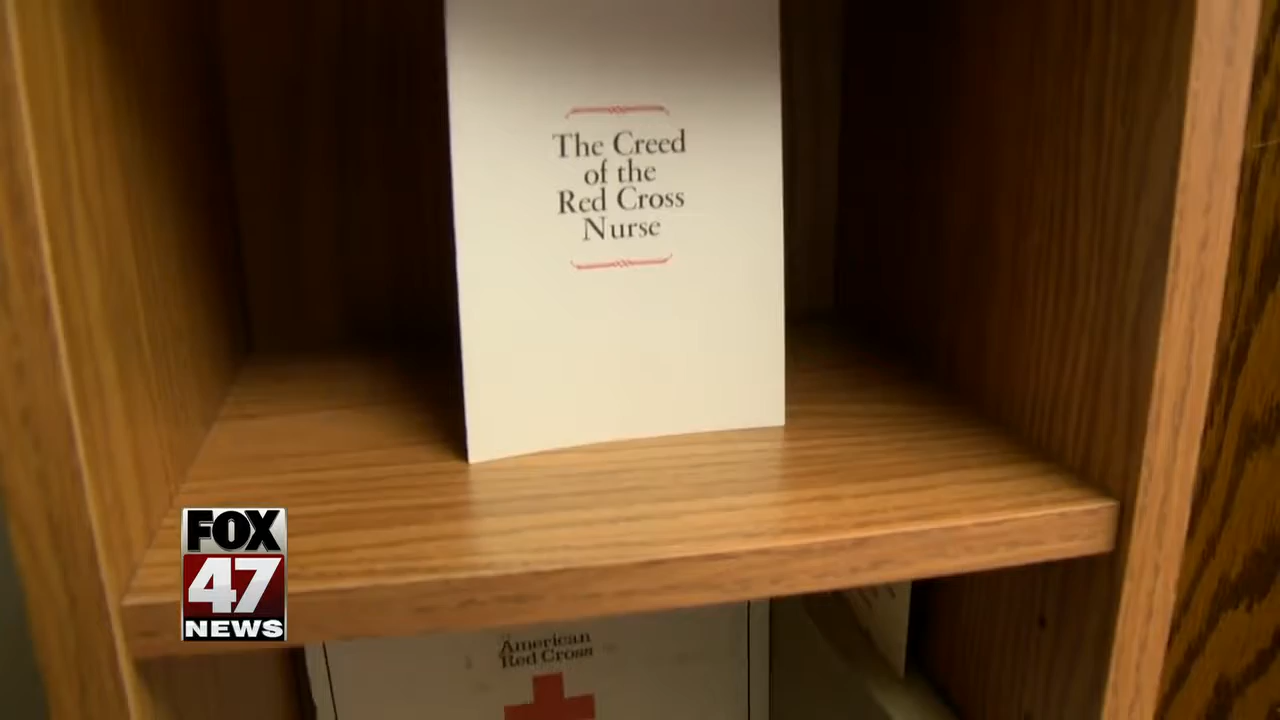 The Creed
of the
Red Cross
Nurse
FOX
47
NEWS
American
Red Cross